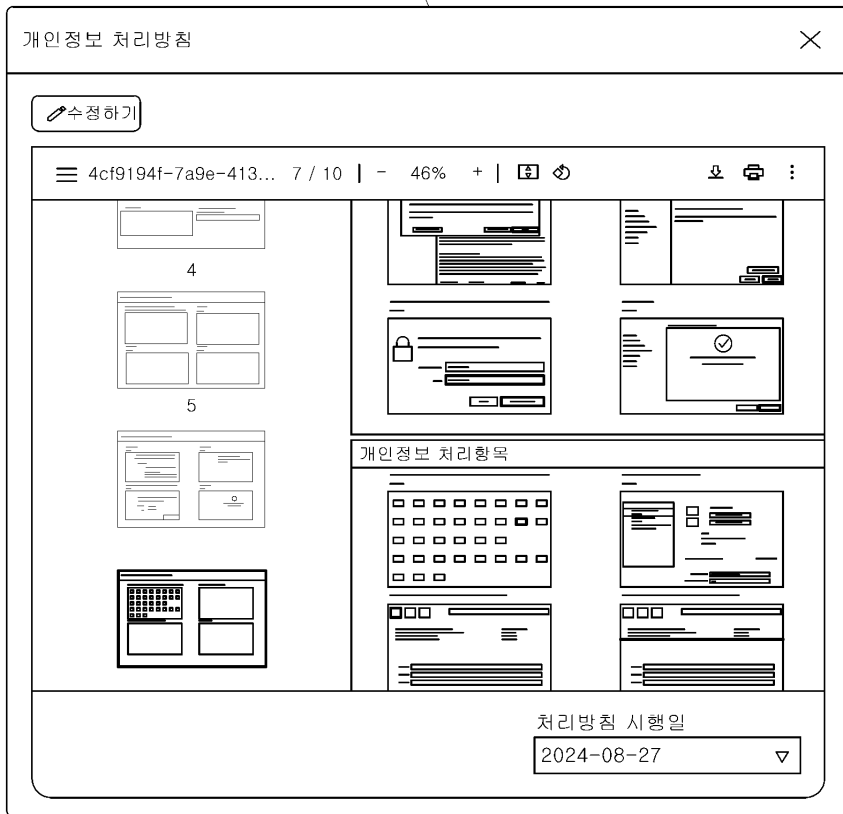 개인정보 처리방침
수정하기
4cf9194f-7a9e-413... 7 / 10 | - 46% + |
4
5
개인정보 처리항목
처리방침 시행일
2024-08-27